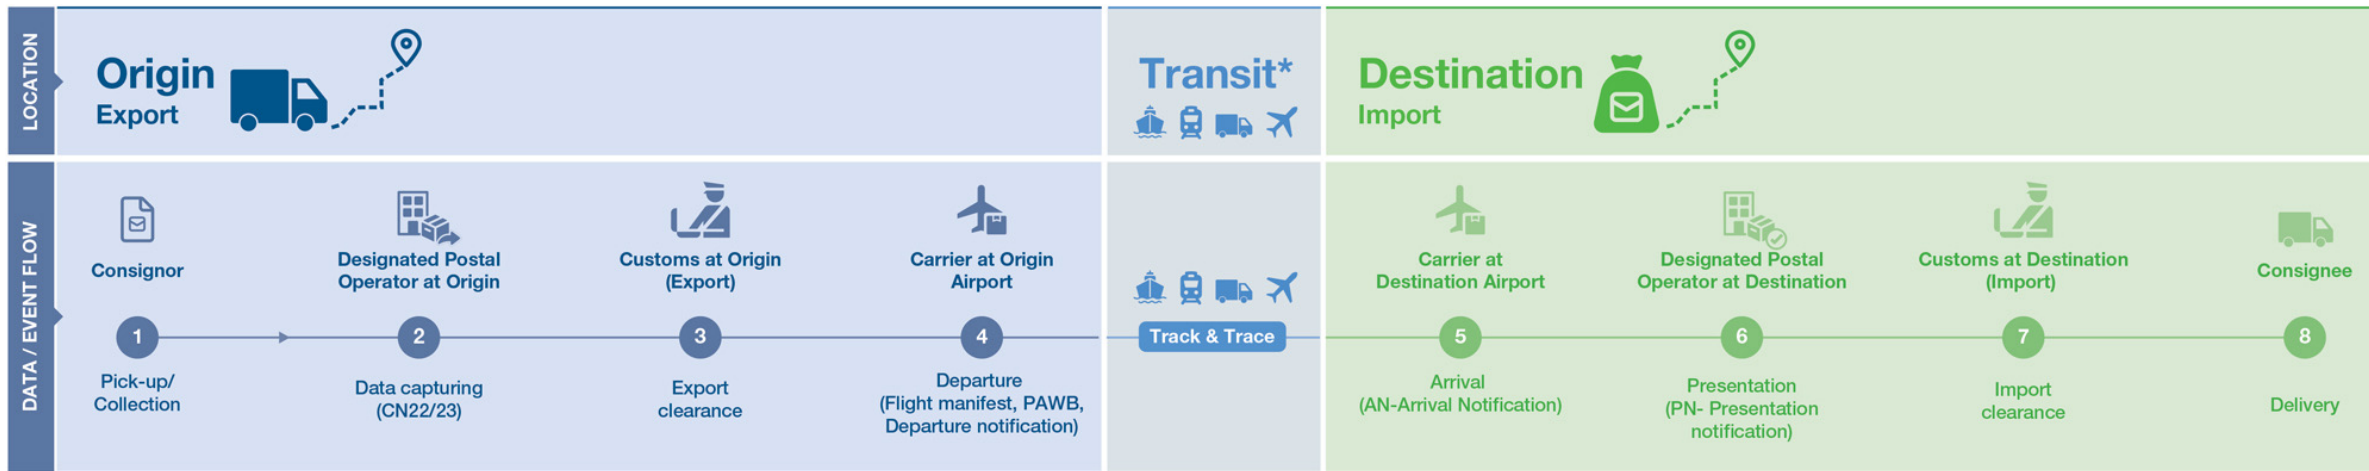 LOCATION
Origin
Export
Transit*
Destination
Import
DATA / EVENT FLOW
Consignor
1
Pick-up/
Collection
Designated Postal
Operator at Origin
2
Data capturing
(CN22/23)
Customs at Origin
(Export)
3
Export
clearance
Carrier at Origin
Airport
4
Departure
(Flight manifest, PAWB,
Departure notification)
Track & Trace
Carrier at
Destination Airport
5
Arrival
(AN-Arrival Notification)
Designated Postal
Operator at Destination
6
Presentation
(PN- Presentation
notification)
Customs at Destination
(Import)
7
Import
clearance
Consignee
8
Delivery